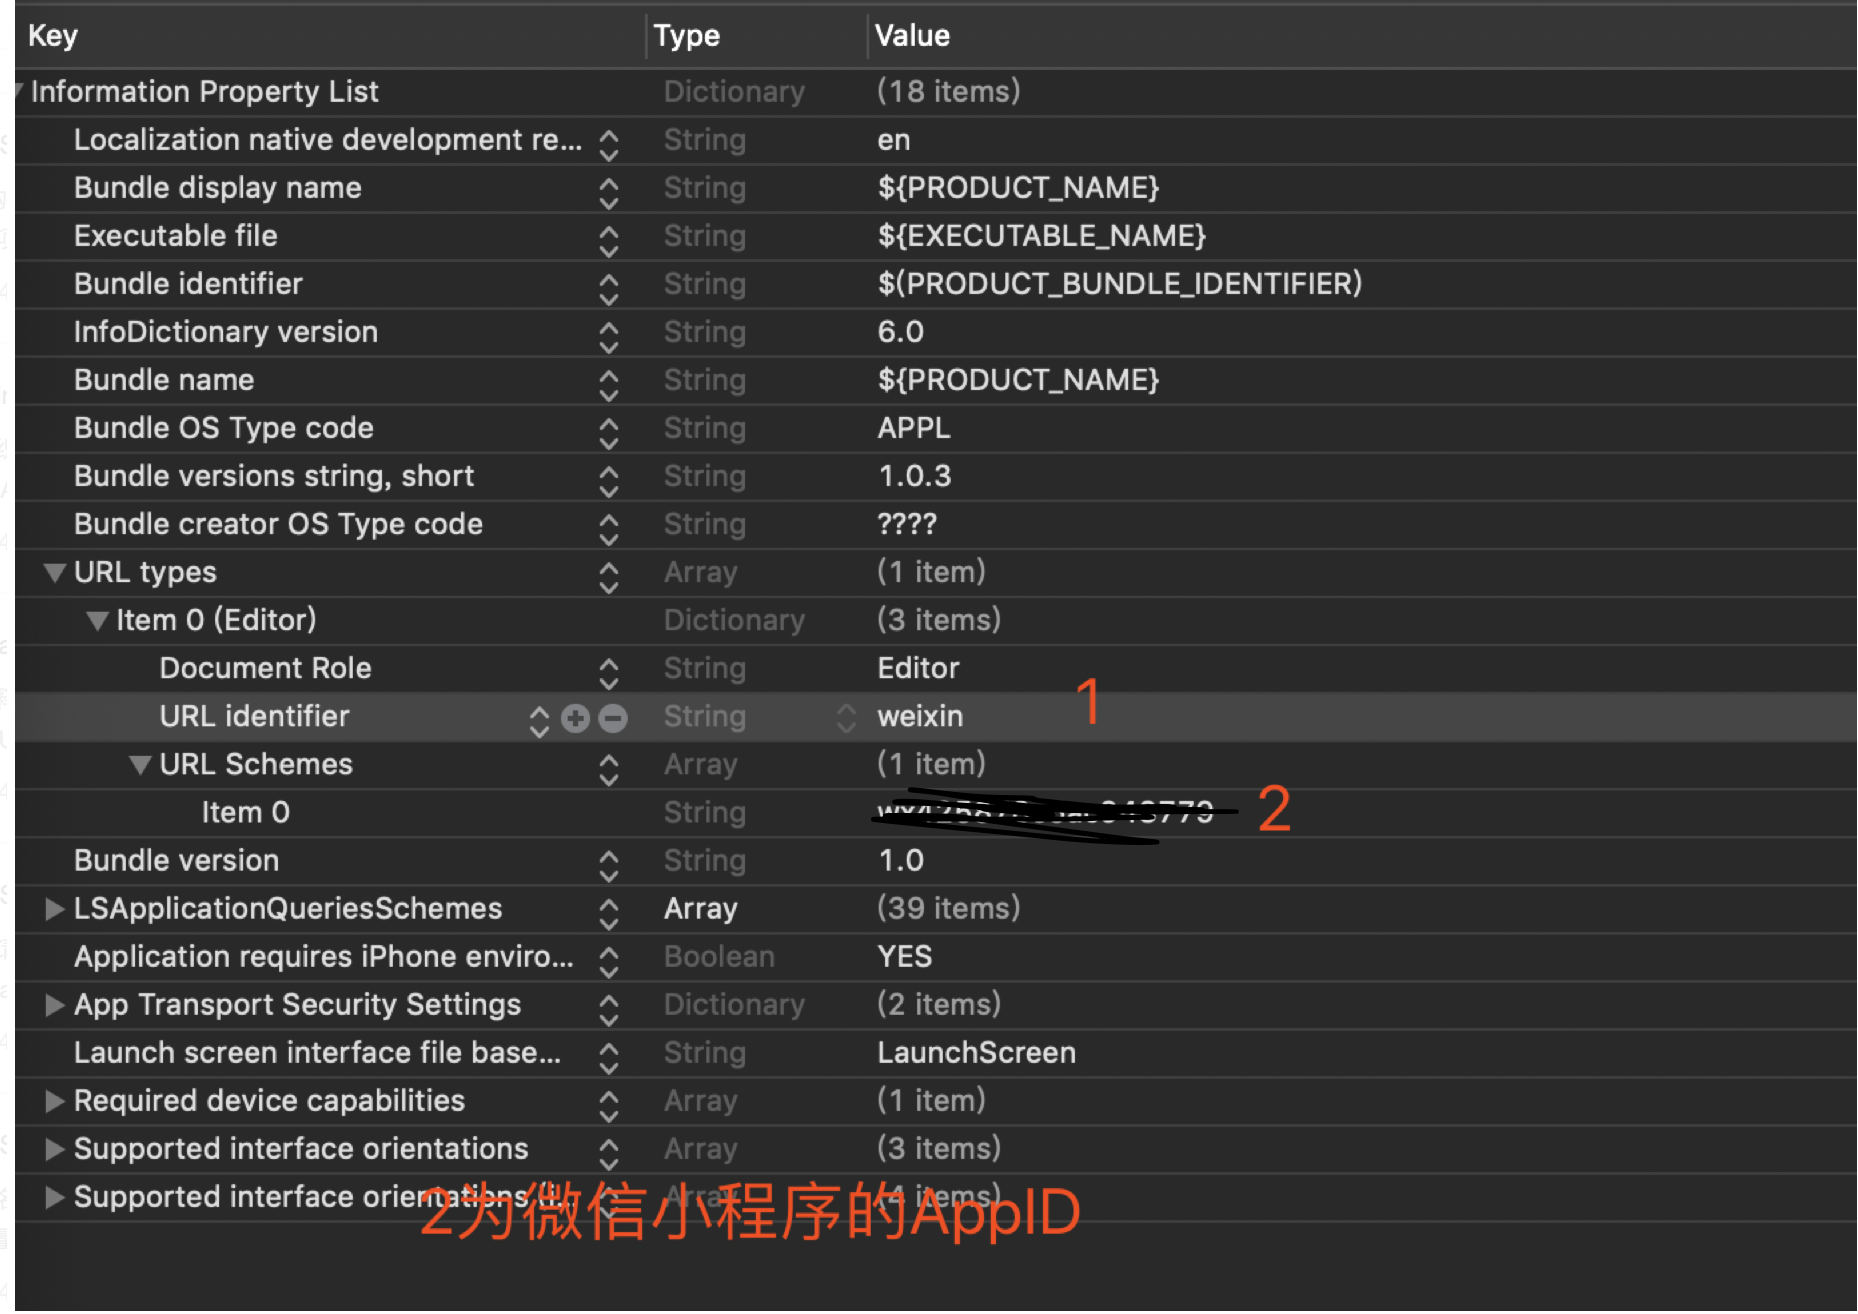 Key Type Value
Information Property List Dictionary (18 items)
Localization native development re... String en
Bundle display name String ${PRODUCT_NAME}
Executable file String ${EXECUTABLE_NAME}
Bundle identifier String $(PRODUCT_BUNDLE_IDENTIFIER)
InfoDictionary version String 6.0
Bundle name String ${PRODUCT_NAME}
Bundle OS Type code String APPL
Bundle versions string, short String 1.0.3
Bundle creator OS Type code String ????
URL types Array (1 item)
Item 0 (Editor) Dictionary (3 items)
Document Role String Editor
URL identifier String weixin 1
URL Schemes Array (1 item)
Item 0 String 2
Bundle version String 1.0
LSApplicationQueriesSchemes Array (39 items)
Application requires iPhone enviro... Boolean YES
App Transport Security Settings Dictionary (2 items)
Launch screen interface file base... String LaunchScreen
Required device capabilities Array (1 item)
Supported interface orientations Array (3 items)
Supported interface orientations (i... Array (4 items)
2为微信小程序的AppID